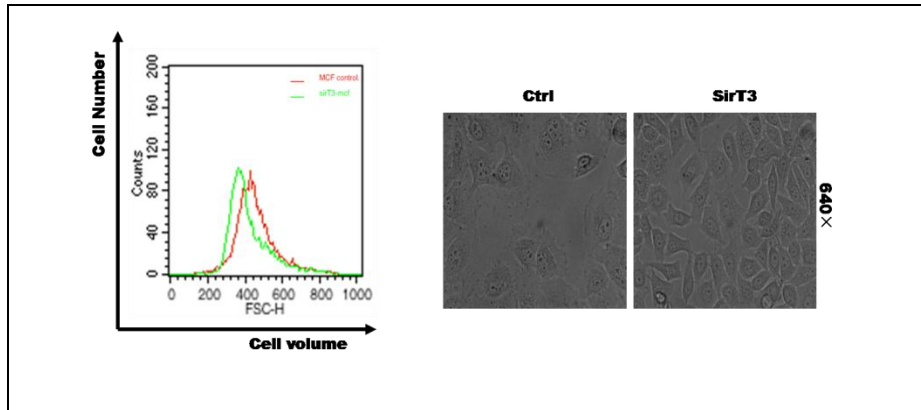 Cell Number
Counts
200
160
120
80
40
0
MCF control
sirT3-mcf
0 200 400 600 800 1000
FSC-H
Cell volume
Ctrl
SirT3
640×